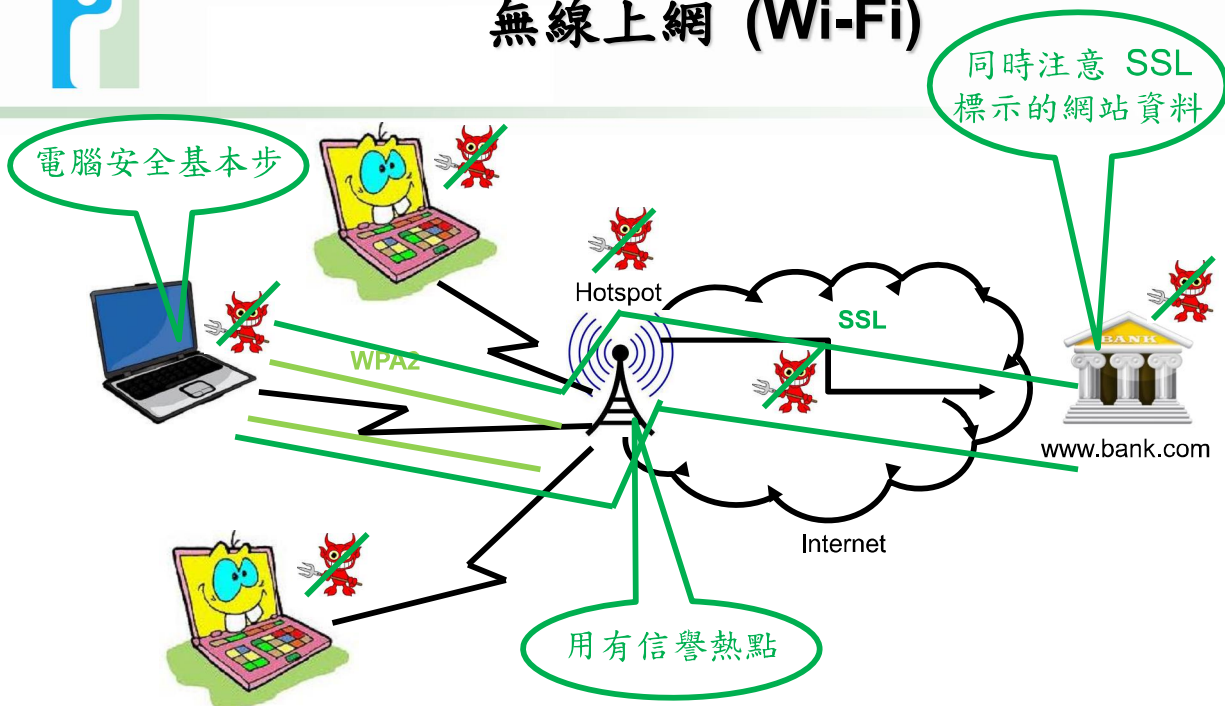 無線上網 (Wi-Fi)
同時注意 SSL
標示的網站資料
電腦安全基本步
Hotspot
SSL
WPA2
BANK
www.bank.com
Internet
用有信譽熱點